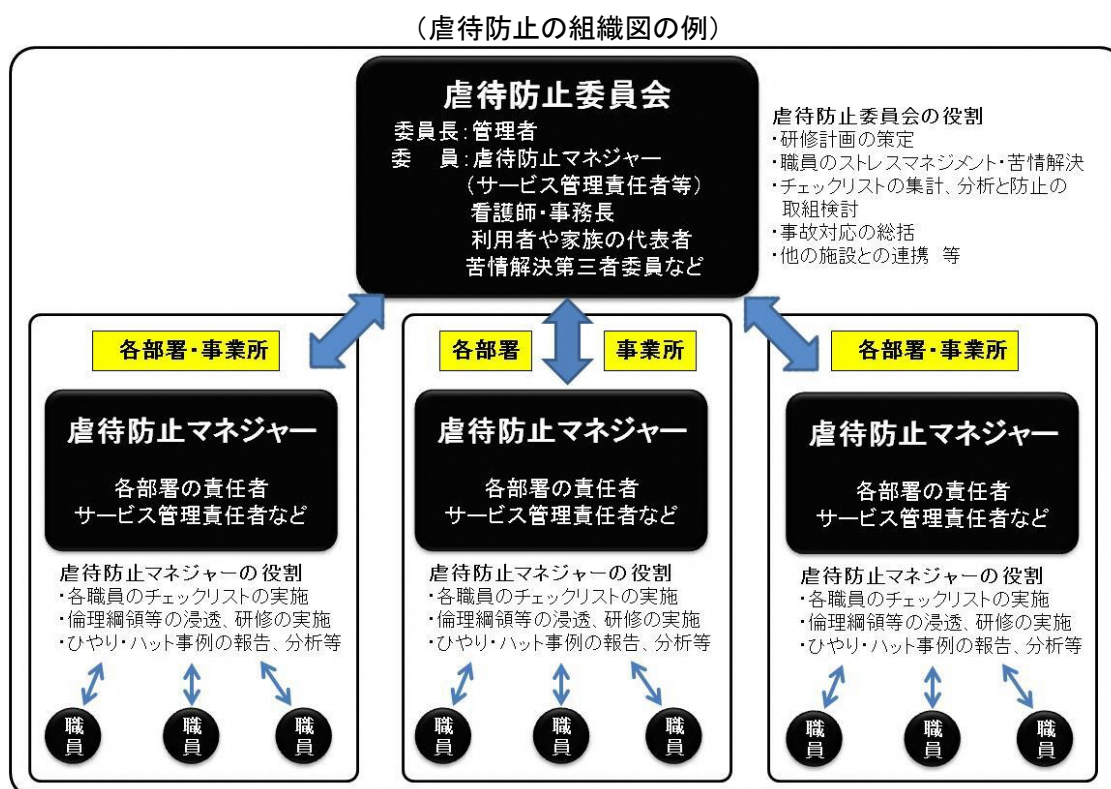 （虐待防止の組織図の例）
虐待防止委員会
委員長：管理者
委　員：虐待防止マネジャー
（サービス管理責任者等）
看護師・事務長
利用者や家族の代表者
苦情解決第三者委員など
虐待防止委員会の役割
・研修計画の策定
・職員のストレスマネジメント・苦情解決
・チェックリストの集計、分析と防止の
取組検討
・事故対応の総括
・他の施設との連携 等
各部署・事業所
虐待防止マネジャー
各部署の責任者
サービス管理責任者など
虐待防止マネジャーの役割
・各職員のチェックリストの実施
・倫理綱領等の浸透、研修の実施
・ひやり・ハット事例の報告、分析等
職員
職員
職員
各部署
事業所
虐待防止マネジャー
各部署の責任者
サービス管理責任者など
虐待防止マネジャーの役割
・各職員のチェックリストの実施
・倫理綱領等の浸透、研修の実施
・ひやり・ハット事例の報告、分析等
職員
職員
職員
各部署・事業所
虐待防止マネジャー
各部署の責任者
サービス管理責任者など
虐待防止マネジャーの役割
・各職員のチェックリストの実施
・倫理綱領等の浸透、研修の実施
・ひやり・ハット事例の報告、分析等
職員
職員
職員